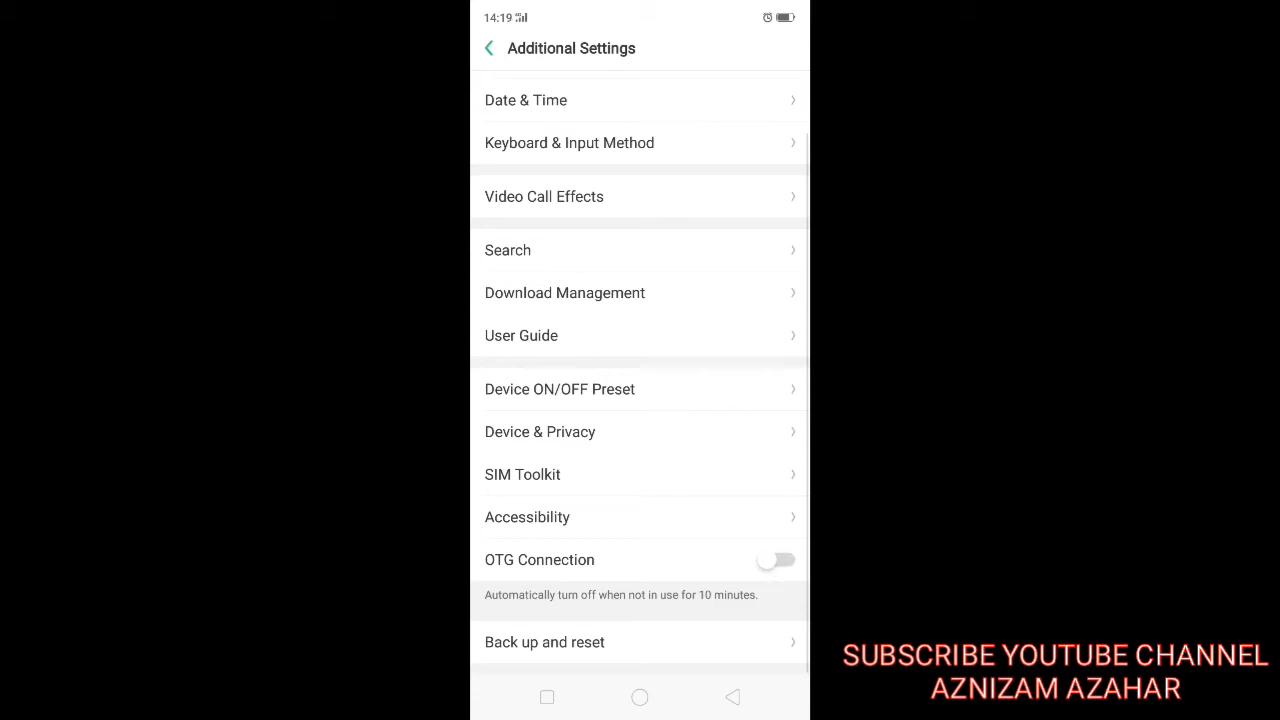 14:19
Additional Settings
Date & Time
Keyboard & Input Method
Video Call Effects
Search
Download Management
User Guide
Device ON/OFF Preset
Device & Privacy
SIM Toolkit
Accessibility
OTG Connection
Automatically turn off when not in use for 10 minutes.
Back up and reset
SUBSCRIBE YOUTUBE CHANNEL
AZNIZAM AZAHAR